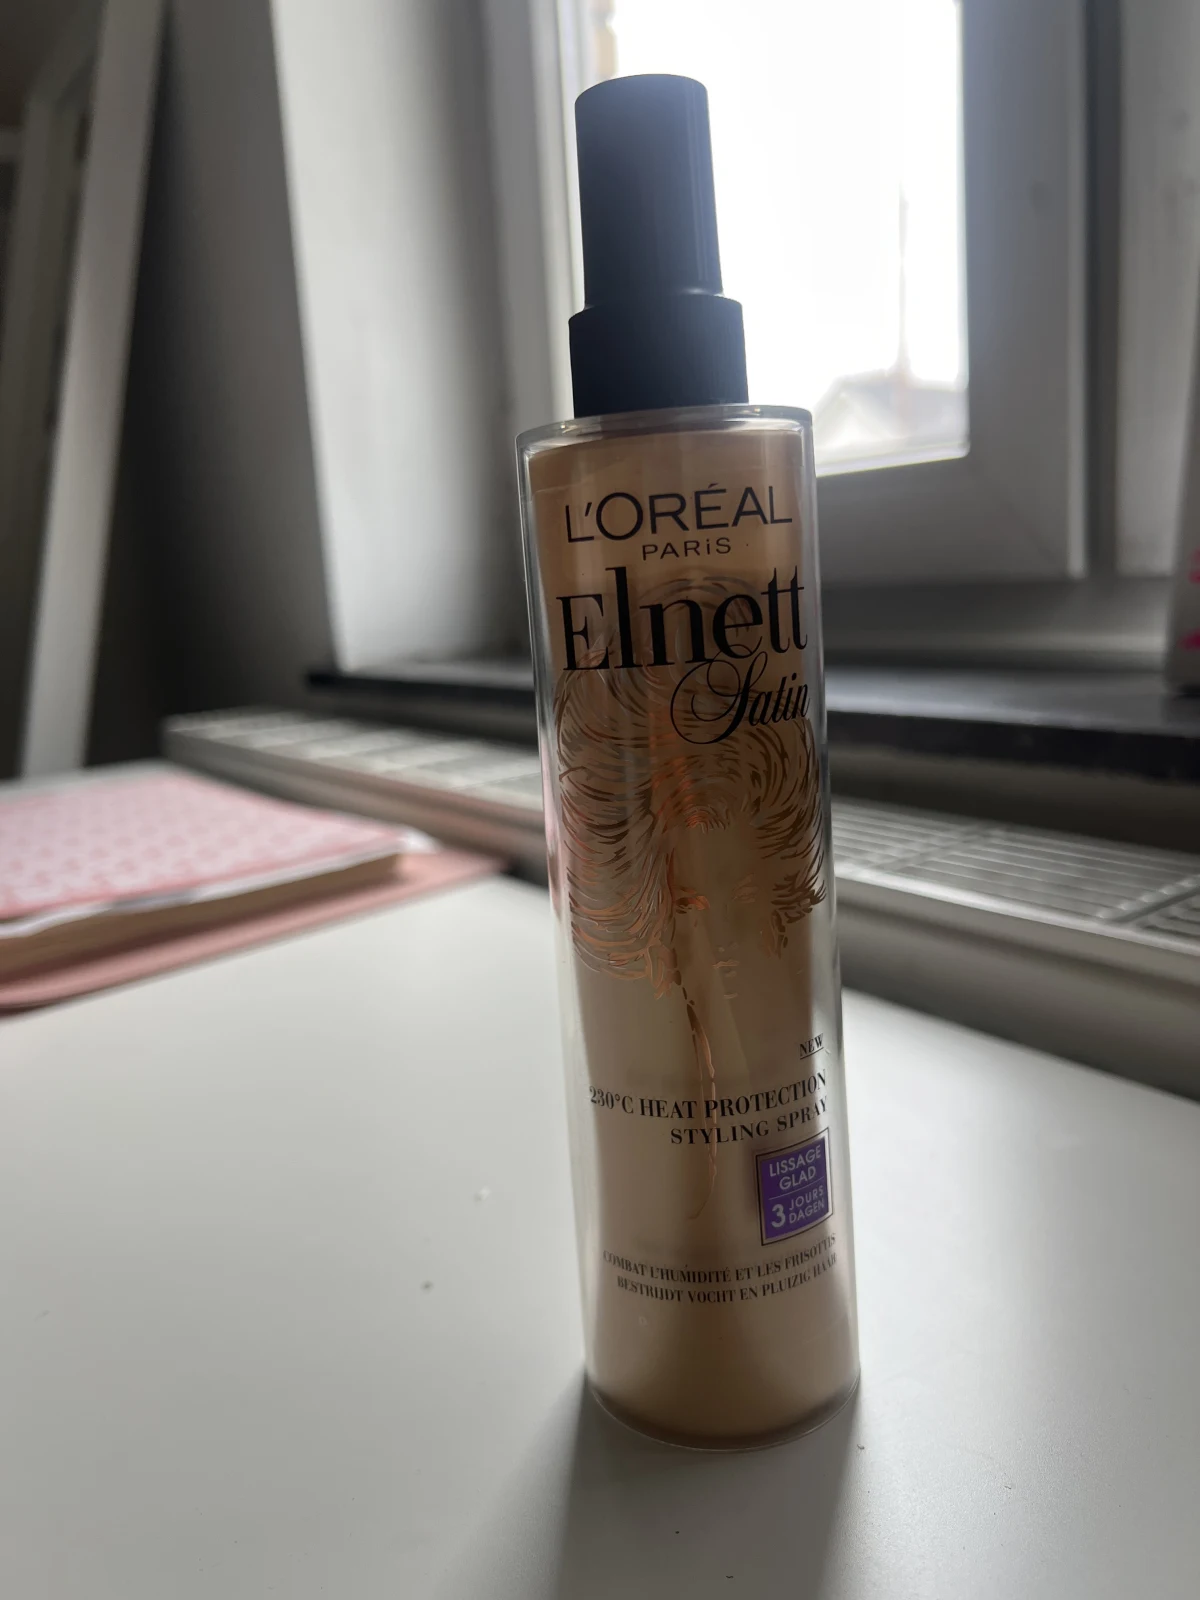 L'ORÉAL
PARiS
Elnett
Satin
NEW
230°C HEAT PROTECTION
STYLING SPRAY
LISSAGE
GLAD
3 JOURS
DAGEN
COMBAT L'HUMIDITÉ ET LES FRISOTTIS
BESTRIJDT VOCHT EN PLUIZIG HAAR